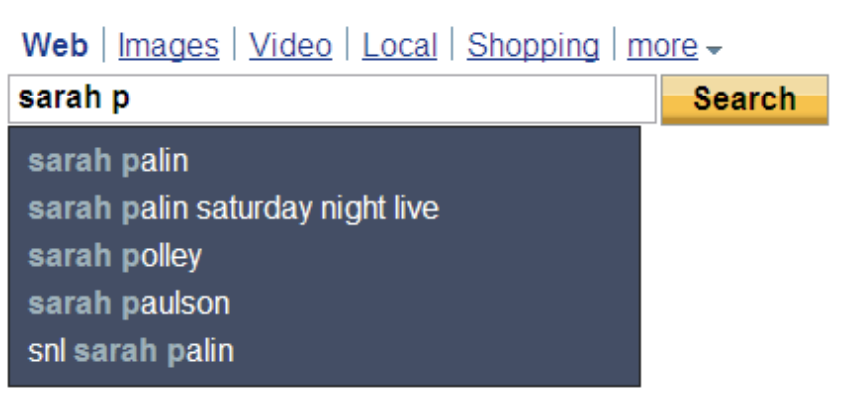 Web | Images | Video | Local | Shopping | more
sarah p Search
sarah palin
sarah palin saturday night live
sarah polley
sarah paulson
snl sarah palin